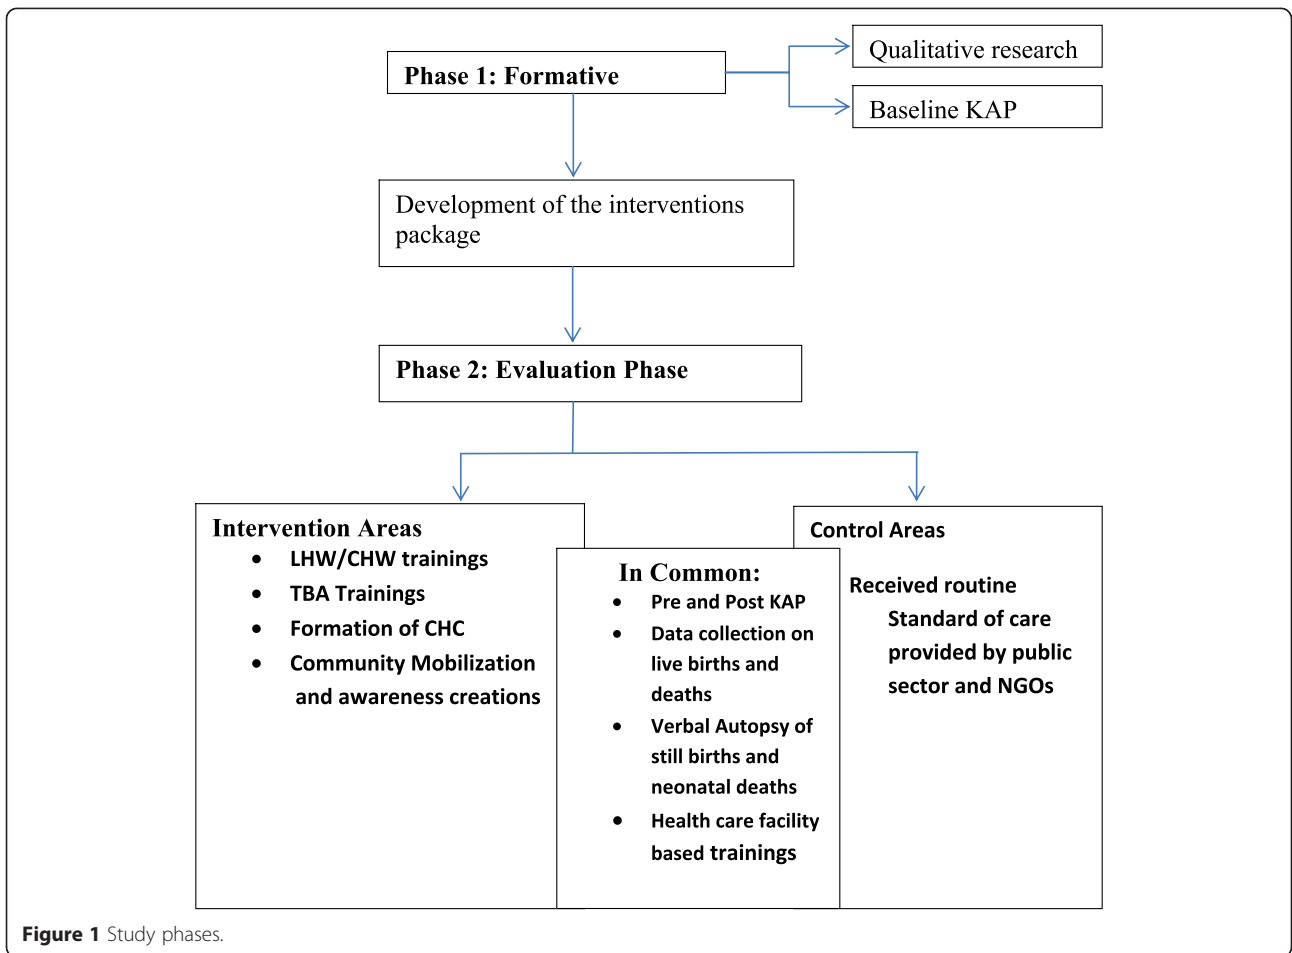 Phase 1: Formative
Qualitative research
Baseline KAP
Development of the interventions
package
Phase 2: Evaluation Phase
Intervention Areas
• LHW/CHW trainings
• TBA Trainings
• Formation of CHC
• Community Mobilization
and awareness creations
In Common:
• Pre and Post KAP
• Data collection on
live births and
deaths
• Verbal Autopsy of
still births and
neonatal deaths
• Health care facility
based trainings
Control Areas
Received routine
Standard of care
provided by public
sector and NGOs
Figure 1 Study phases.